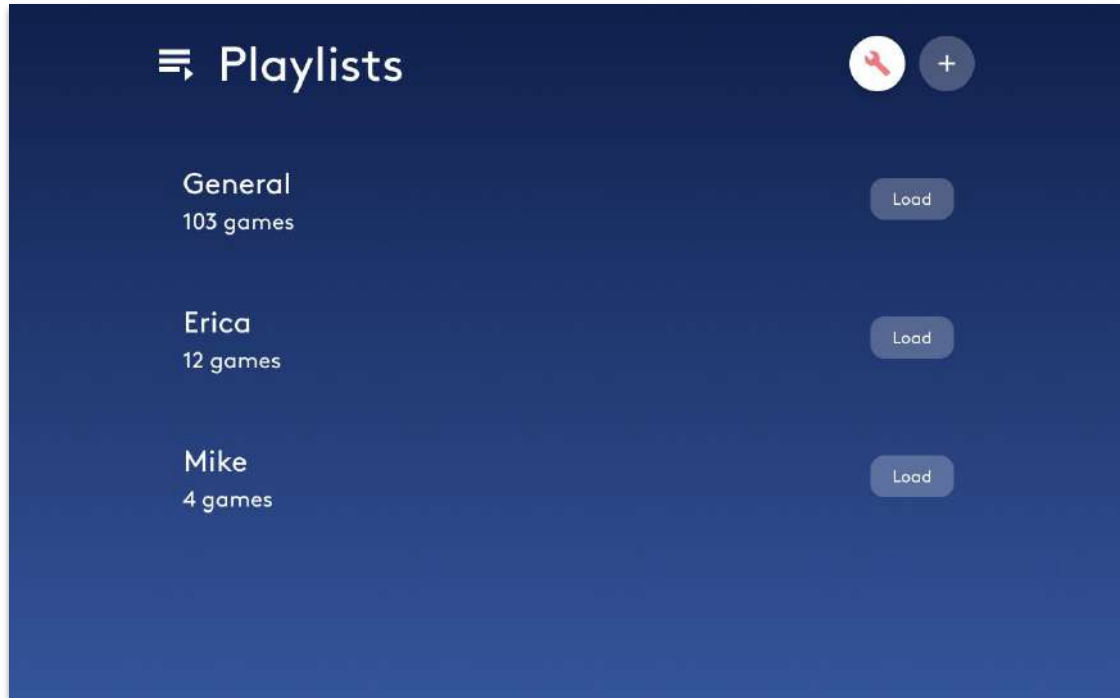 Playlists
+
General
103 games
Load
Erica
12 games
Load
Mike
4 games
Load